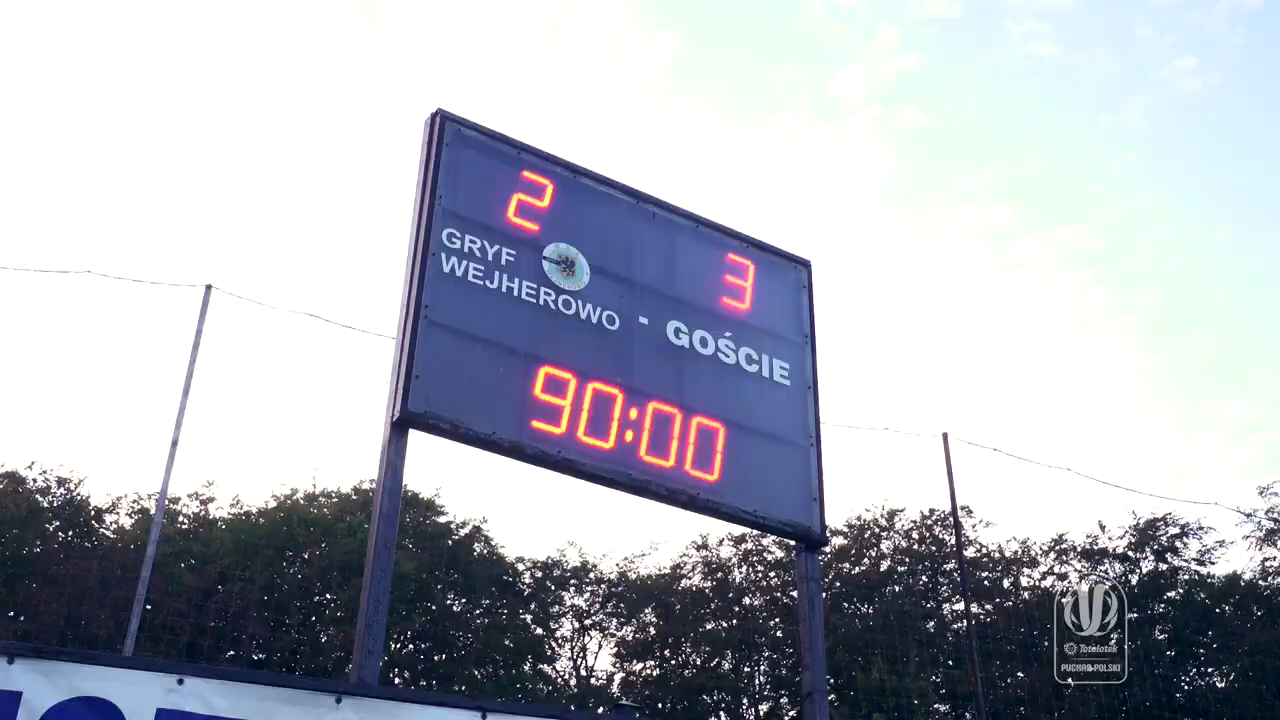 2
3
GRYF
WEJHEROWO - GOŚCIE
90:00
Totolotek
PUCHAR POLSKI